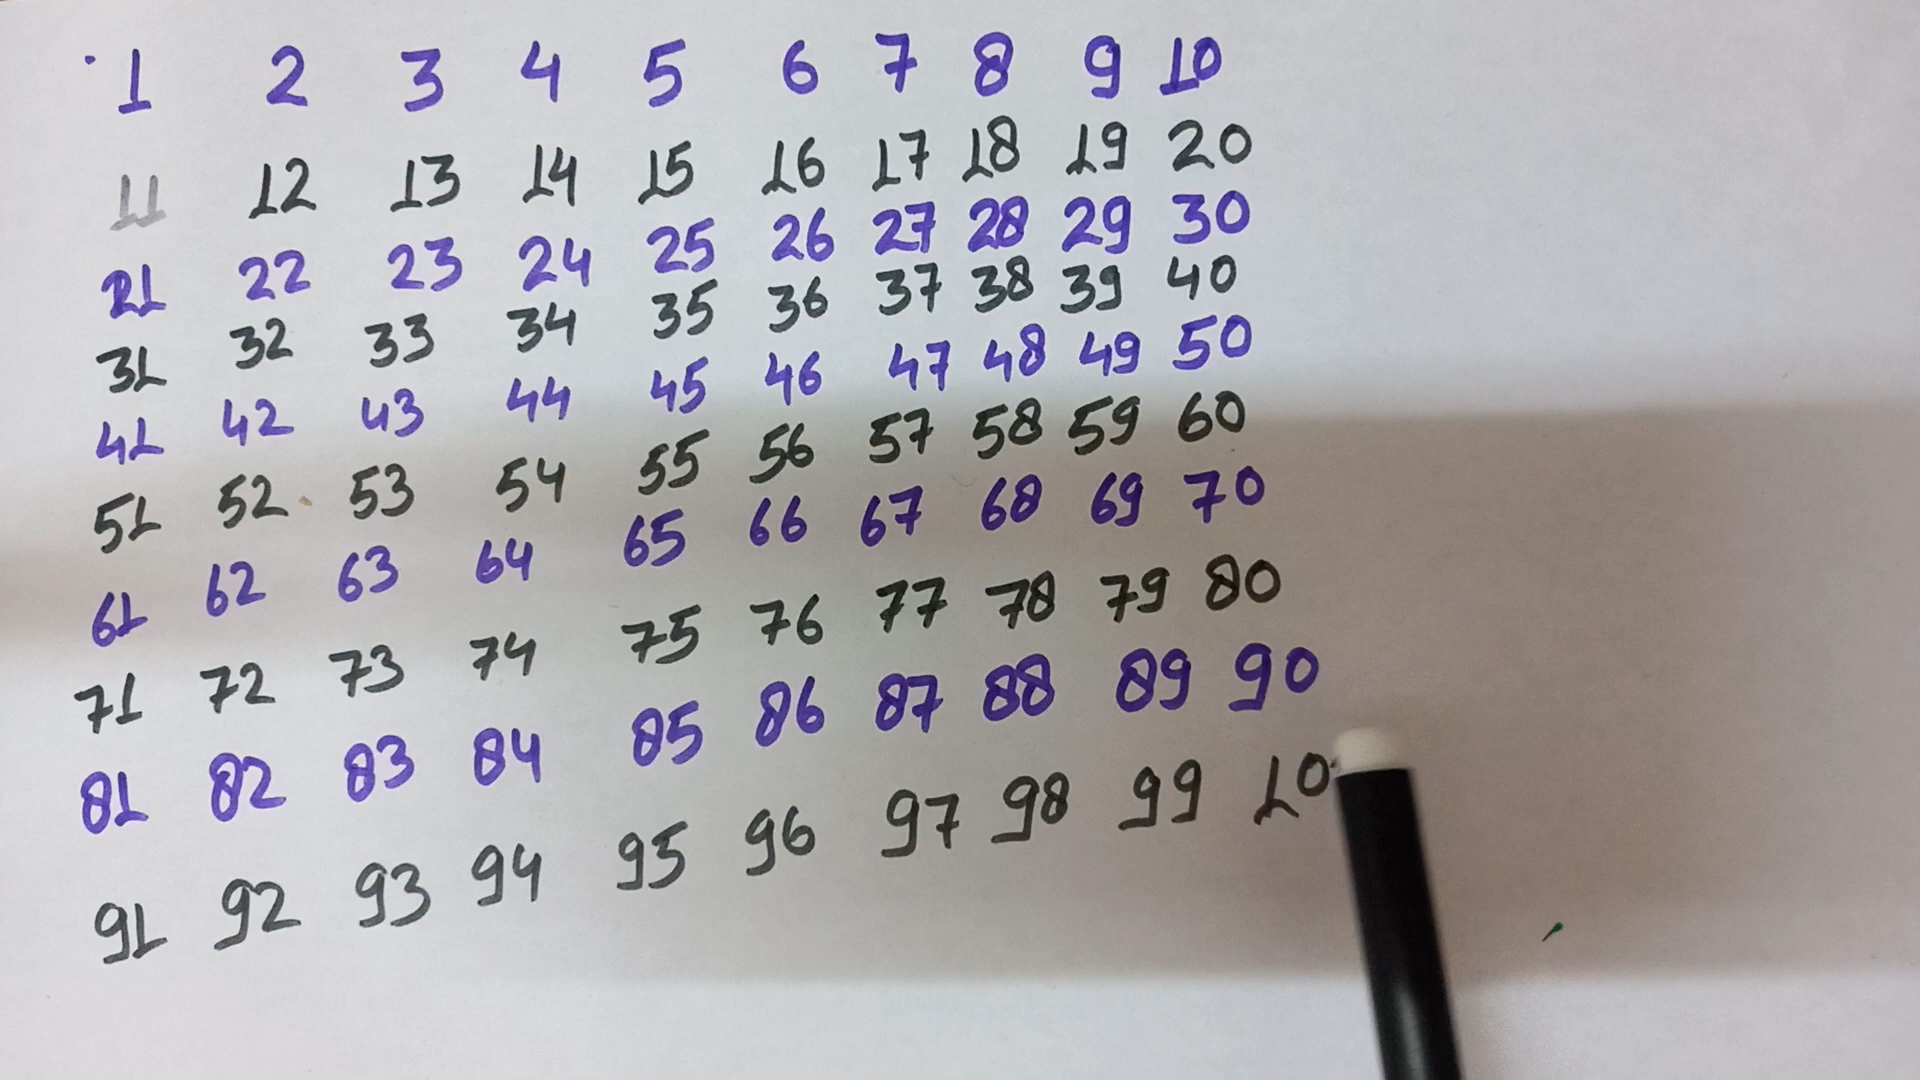 1 2 3 4 5 6 7 8 9 10
11 12 13 14 15 16 17 18 19 20
21 22 23 24 25 26 27 28 29 30
31 32 33 34 35 36 37 38 39 40
41 42 43 44 45 46 47 48 49 50
51 52 53 54 55 56 57 58 59 60
61 62 63 64 65 66 67 68 69 70
71 72 73 74 75 76 77 78 79 80
81 82 83 84 85 86 87 88 89 90
91 92 93 94 95 96 97 98 99